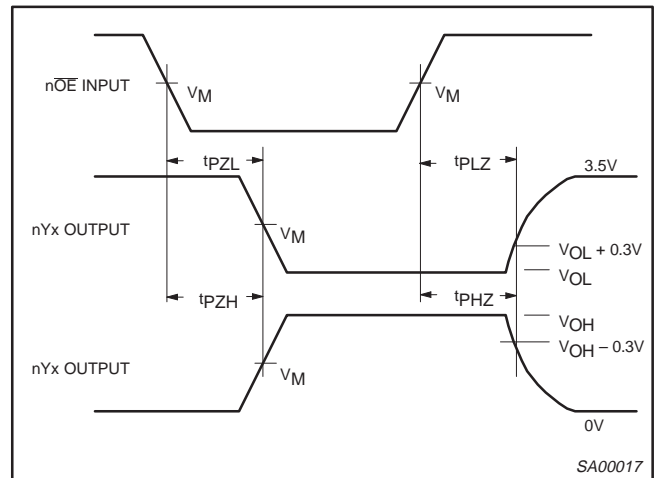 nOE INPUT
VM
VM
tPZL
tPLZ
3.5V
nYx OUTPUT
VM
VOL + 0.3V
VOL
tPZH
tPHZ
VOH
VOH – 0.3V
nYx OUTPUT
VM
0V
SA00017